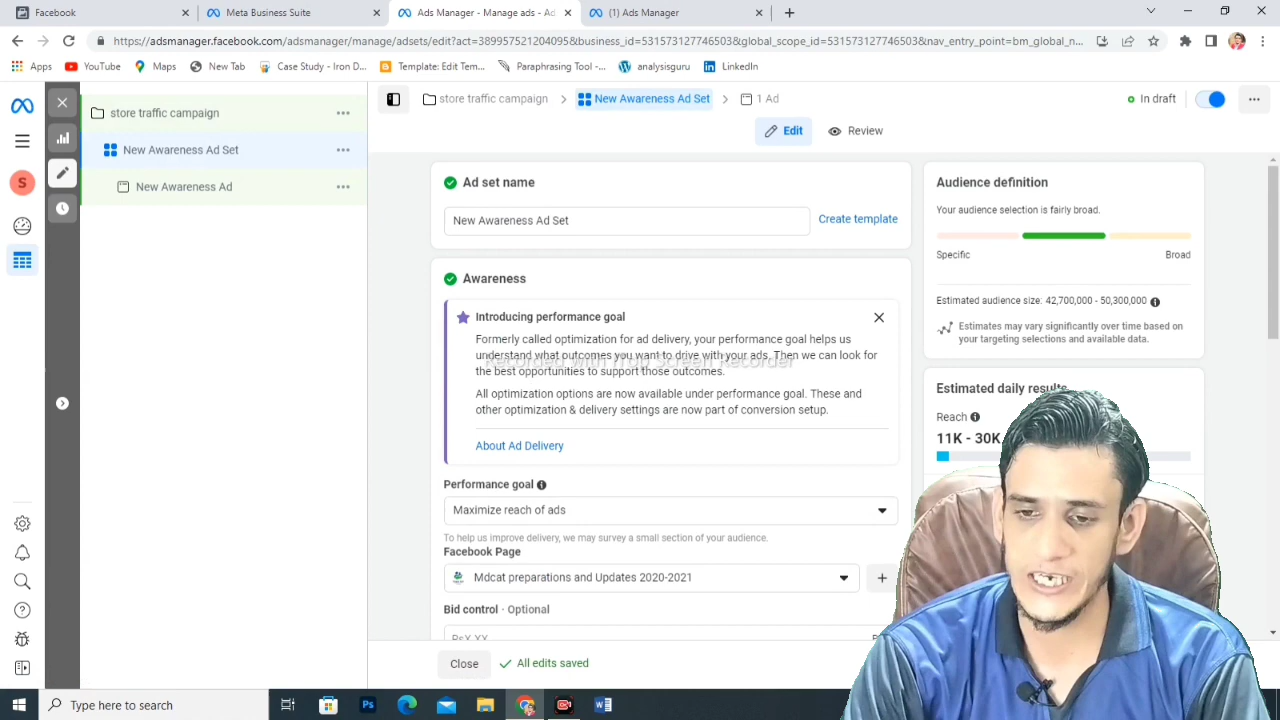 Facebook
Meta Business Suite
Ads Manager - Manage ads - Ad
(1) Ads Manager
https://adsmanager.facebook.com/adsmanager/manage/adsets/edit?act=389957521204095&business_id=531573127746503&global_scope_id=531573127746503&nav_entry_point=bm_global_n...
Apps
YouTube
Maps
New Tab
Case Study - Iron D...
Template: Edit Tem...
Paraphrasing Tool -...
analysisguru
LinkedIn
store traffic campaign
New Awareness Ad Set
1 Ad
In draft
store traffic campaign
New Awareness Ad Set
New Awareness Ad
S
Edit
Review
Ad set name
New Awareness Ad Set
Create template
Awareness
Introducing performance goal
Formerly called optimization for ad delivery, your performance goal helps us
understand what outcomes you want to drive with your ads. Then we can look for
the best opportunities to support those outcomes.
Recorded with iTop Screen Recorder
All optimization options are now available under performance goal. These and
other optimization & delivery settings are now part of conversion setup.
About Ad Delivery
Performance goal
Maximize reach of ads
To help us improve delivery, we may survey a small section of your audience.
Facebook Page
Mdcat preparations and Updates 2020-2021
Bid control · Optional
RsX.XX
Close
All edits saved
Audience definition
Your audience selection is fairly broad.
Specific
Broad
Estimated audience size: 42,700,000 - 50,300,000
Estimates may vary significantly over time based on
your targeting selections and available data.
Estimated daily results
Reach
11K - 30K
Type here to search